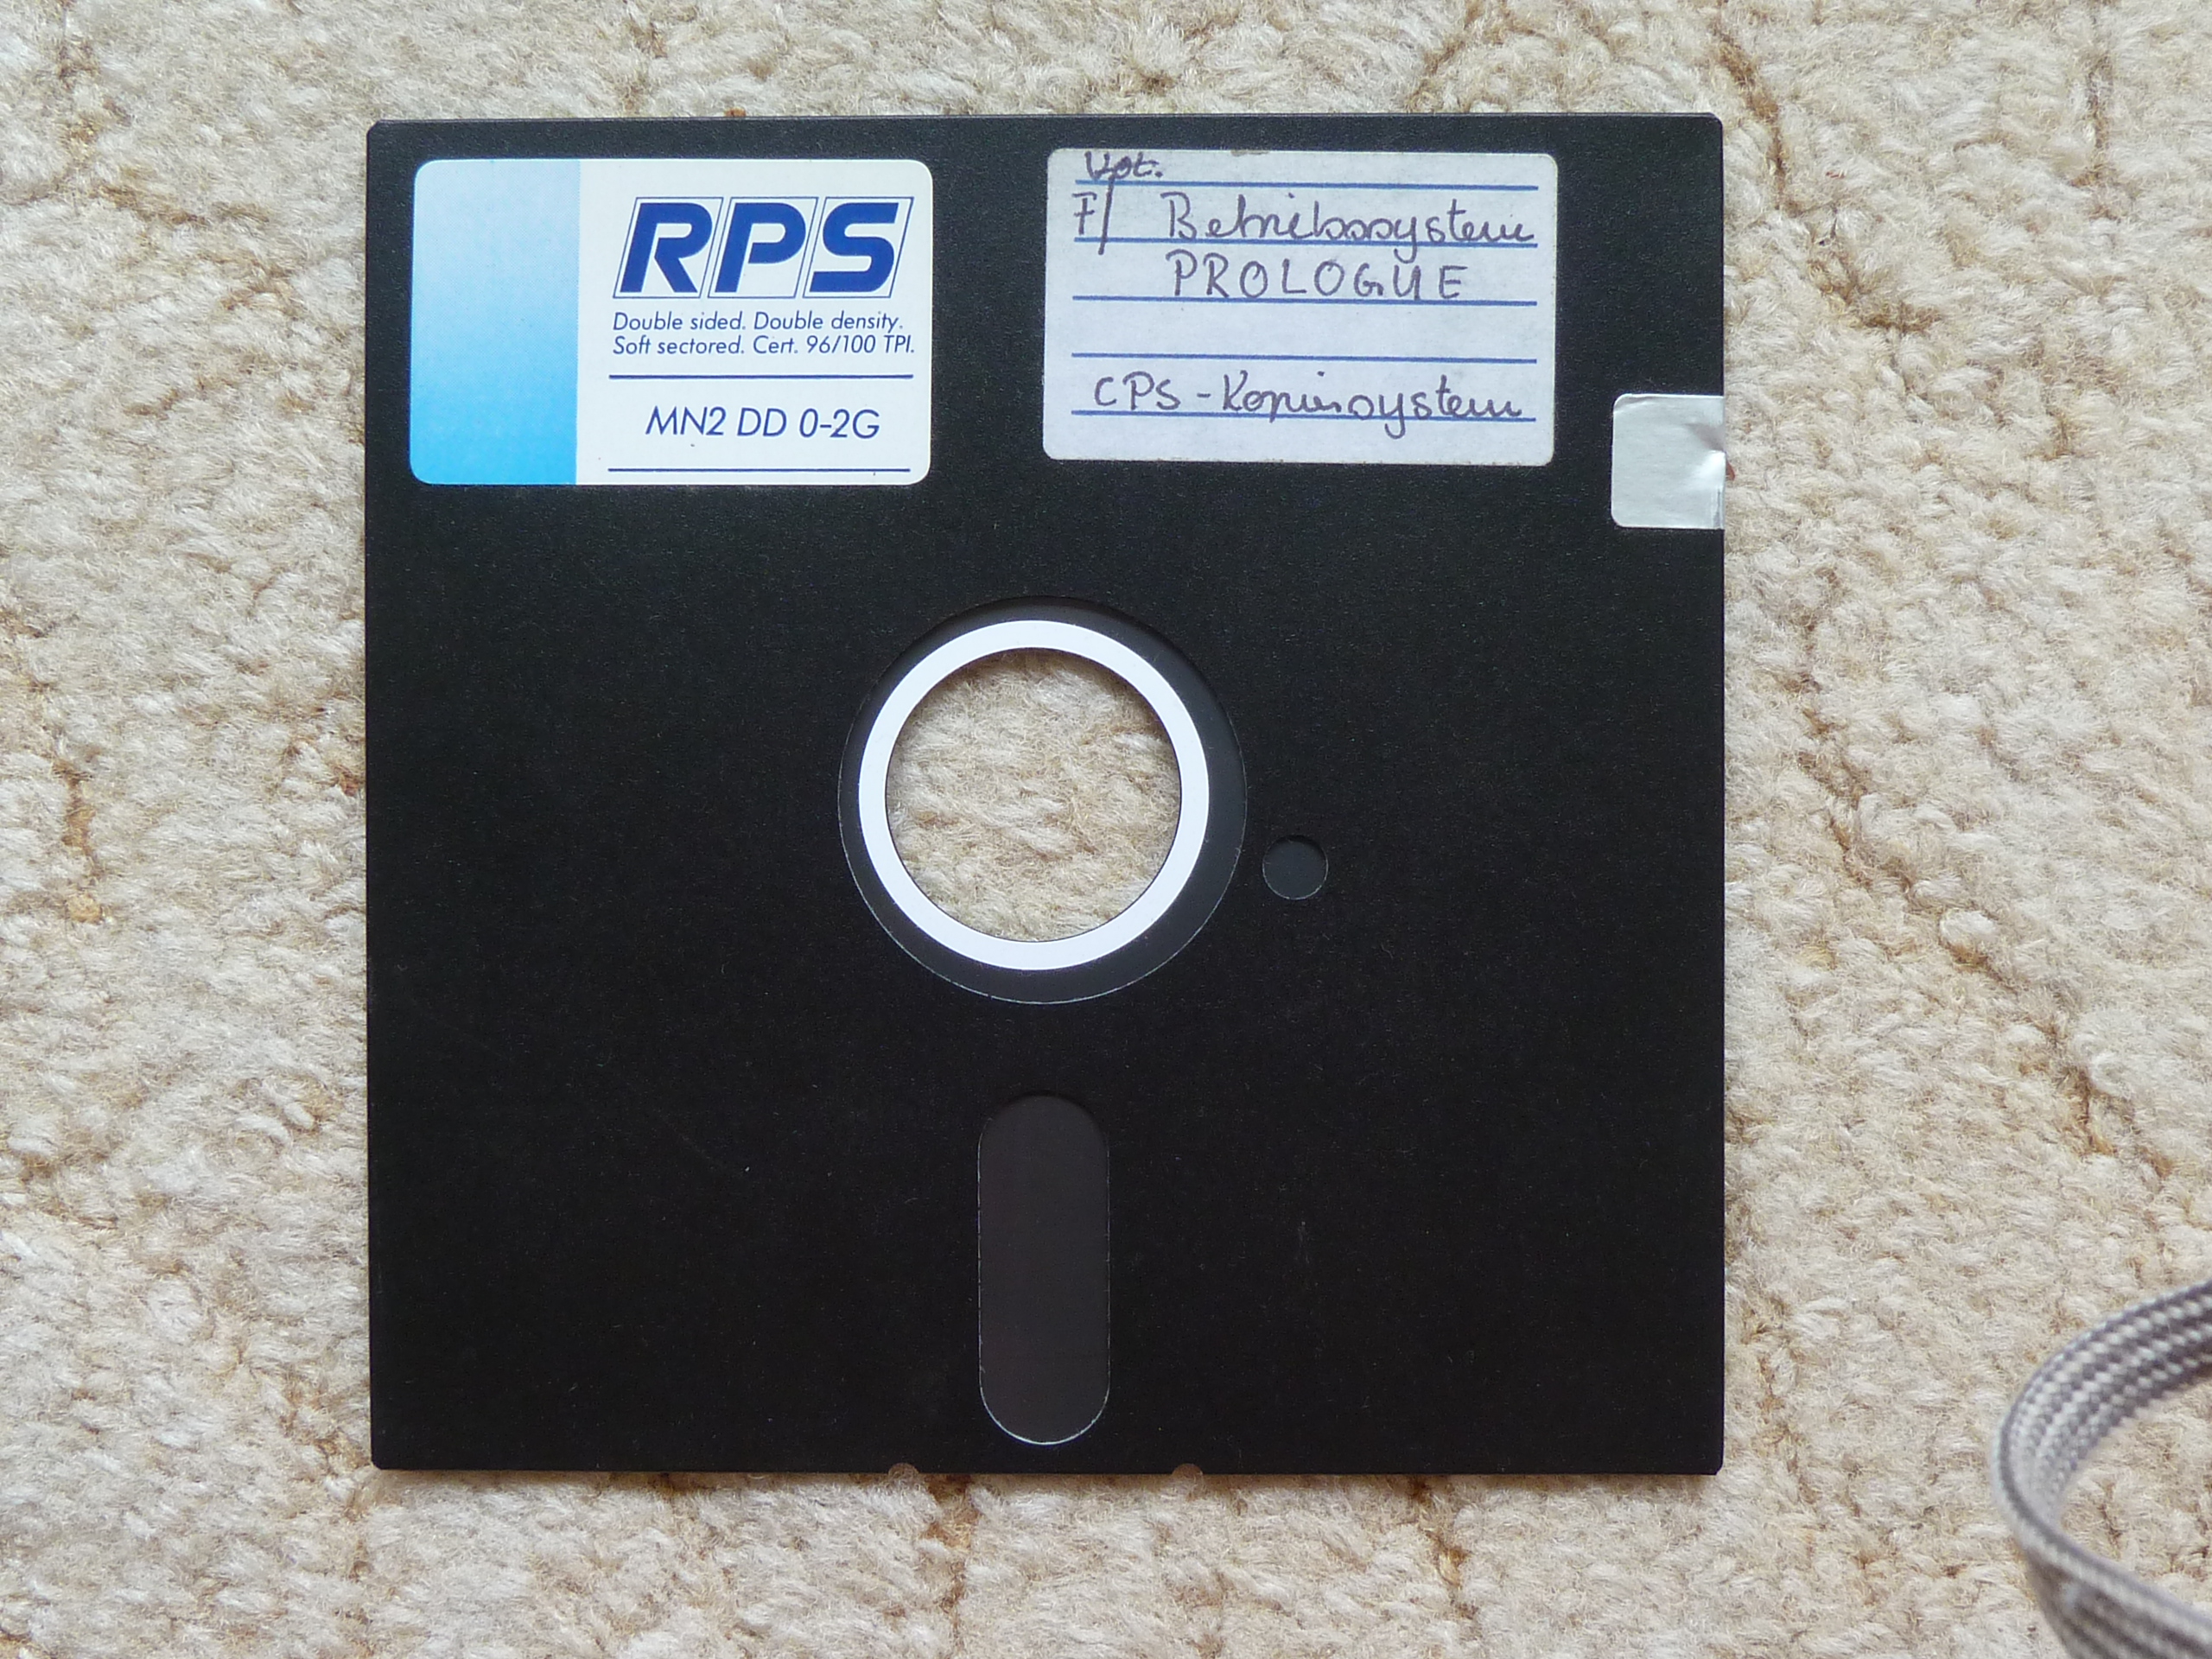 RPS
Double sided. Double density.
Soft sectored. Cert. 96/100 TPI.
MN2 DD 0-2G
F/ Betriebssystem
PROLOGUE
CPS-Kopiersystem